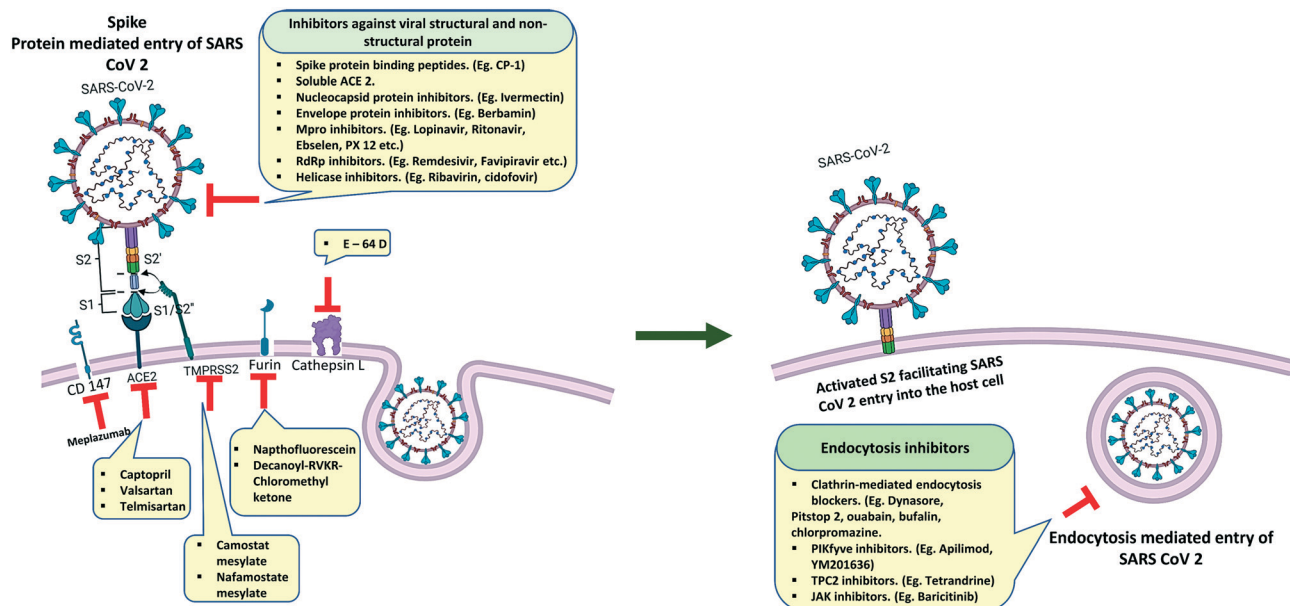 Spike
Protein mediated entry of SARS
CoV 2
SARS-CoV-2
Inhibitors against viral structural and non-
structural protein
▪ Spike protein binding peptides. (Eg. CP-1)
▪ Soluble ACE 2.
▪ Nucleocapsid protein inhibitors. (Eg. Ivermectin)
▪ Envelope protein inhibitors. (Eg. Berbamin)
▪ Mpro inhibitors. (Eg. Lopinavir, Ritonavir,
Ebselen, PX 12 etc.)
▪ RdRp inhibitors. (Eg. Remdesivir, Favipiravir etc.)
▪ Helicase inhibitors. (Eg. Ribavirin, cidofovir)
S2
S2'
S1
S1/S2"
▪ E – 64 D
CD 147
ACE2
TMPRSS2
Furin
Cathepsin L
Meplazumab
▪ Captopril
▪ Valsartan
▪ Telmisartan
▪ Napthofluorescein
▪ Decanoyl-RVKR-
Chloromethyl
ketone
▪ Camostat
mesylate
▪ Nafamostate
mesylate
SARS-CoV-2
Activated S2 facilitating SARS
CoV 2 entry into the host cell
Endocytosis inhibitors
▪ Clathrin-mediated endocytosis
blockers. (Eg. Dynasore,
Pitstop 2, ouabain, bufalin,
chlorpromazine.
▪ PIKfyve inhibitors. (Eg. Apilimod,
YM201636)
▪ TPC2 inhibitors. (Eg. Tetrandrine)
▪ JAK inhibitors. (Eg. Baricitinib)
Endocytosis mediated entry of
SARS CoV 2